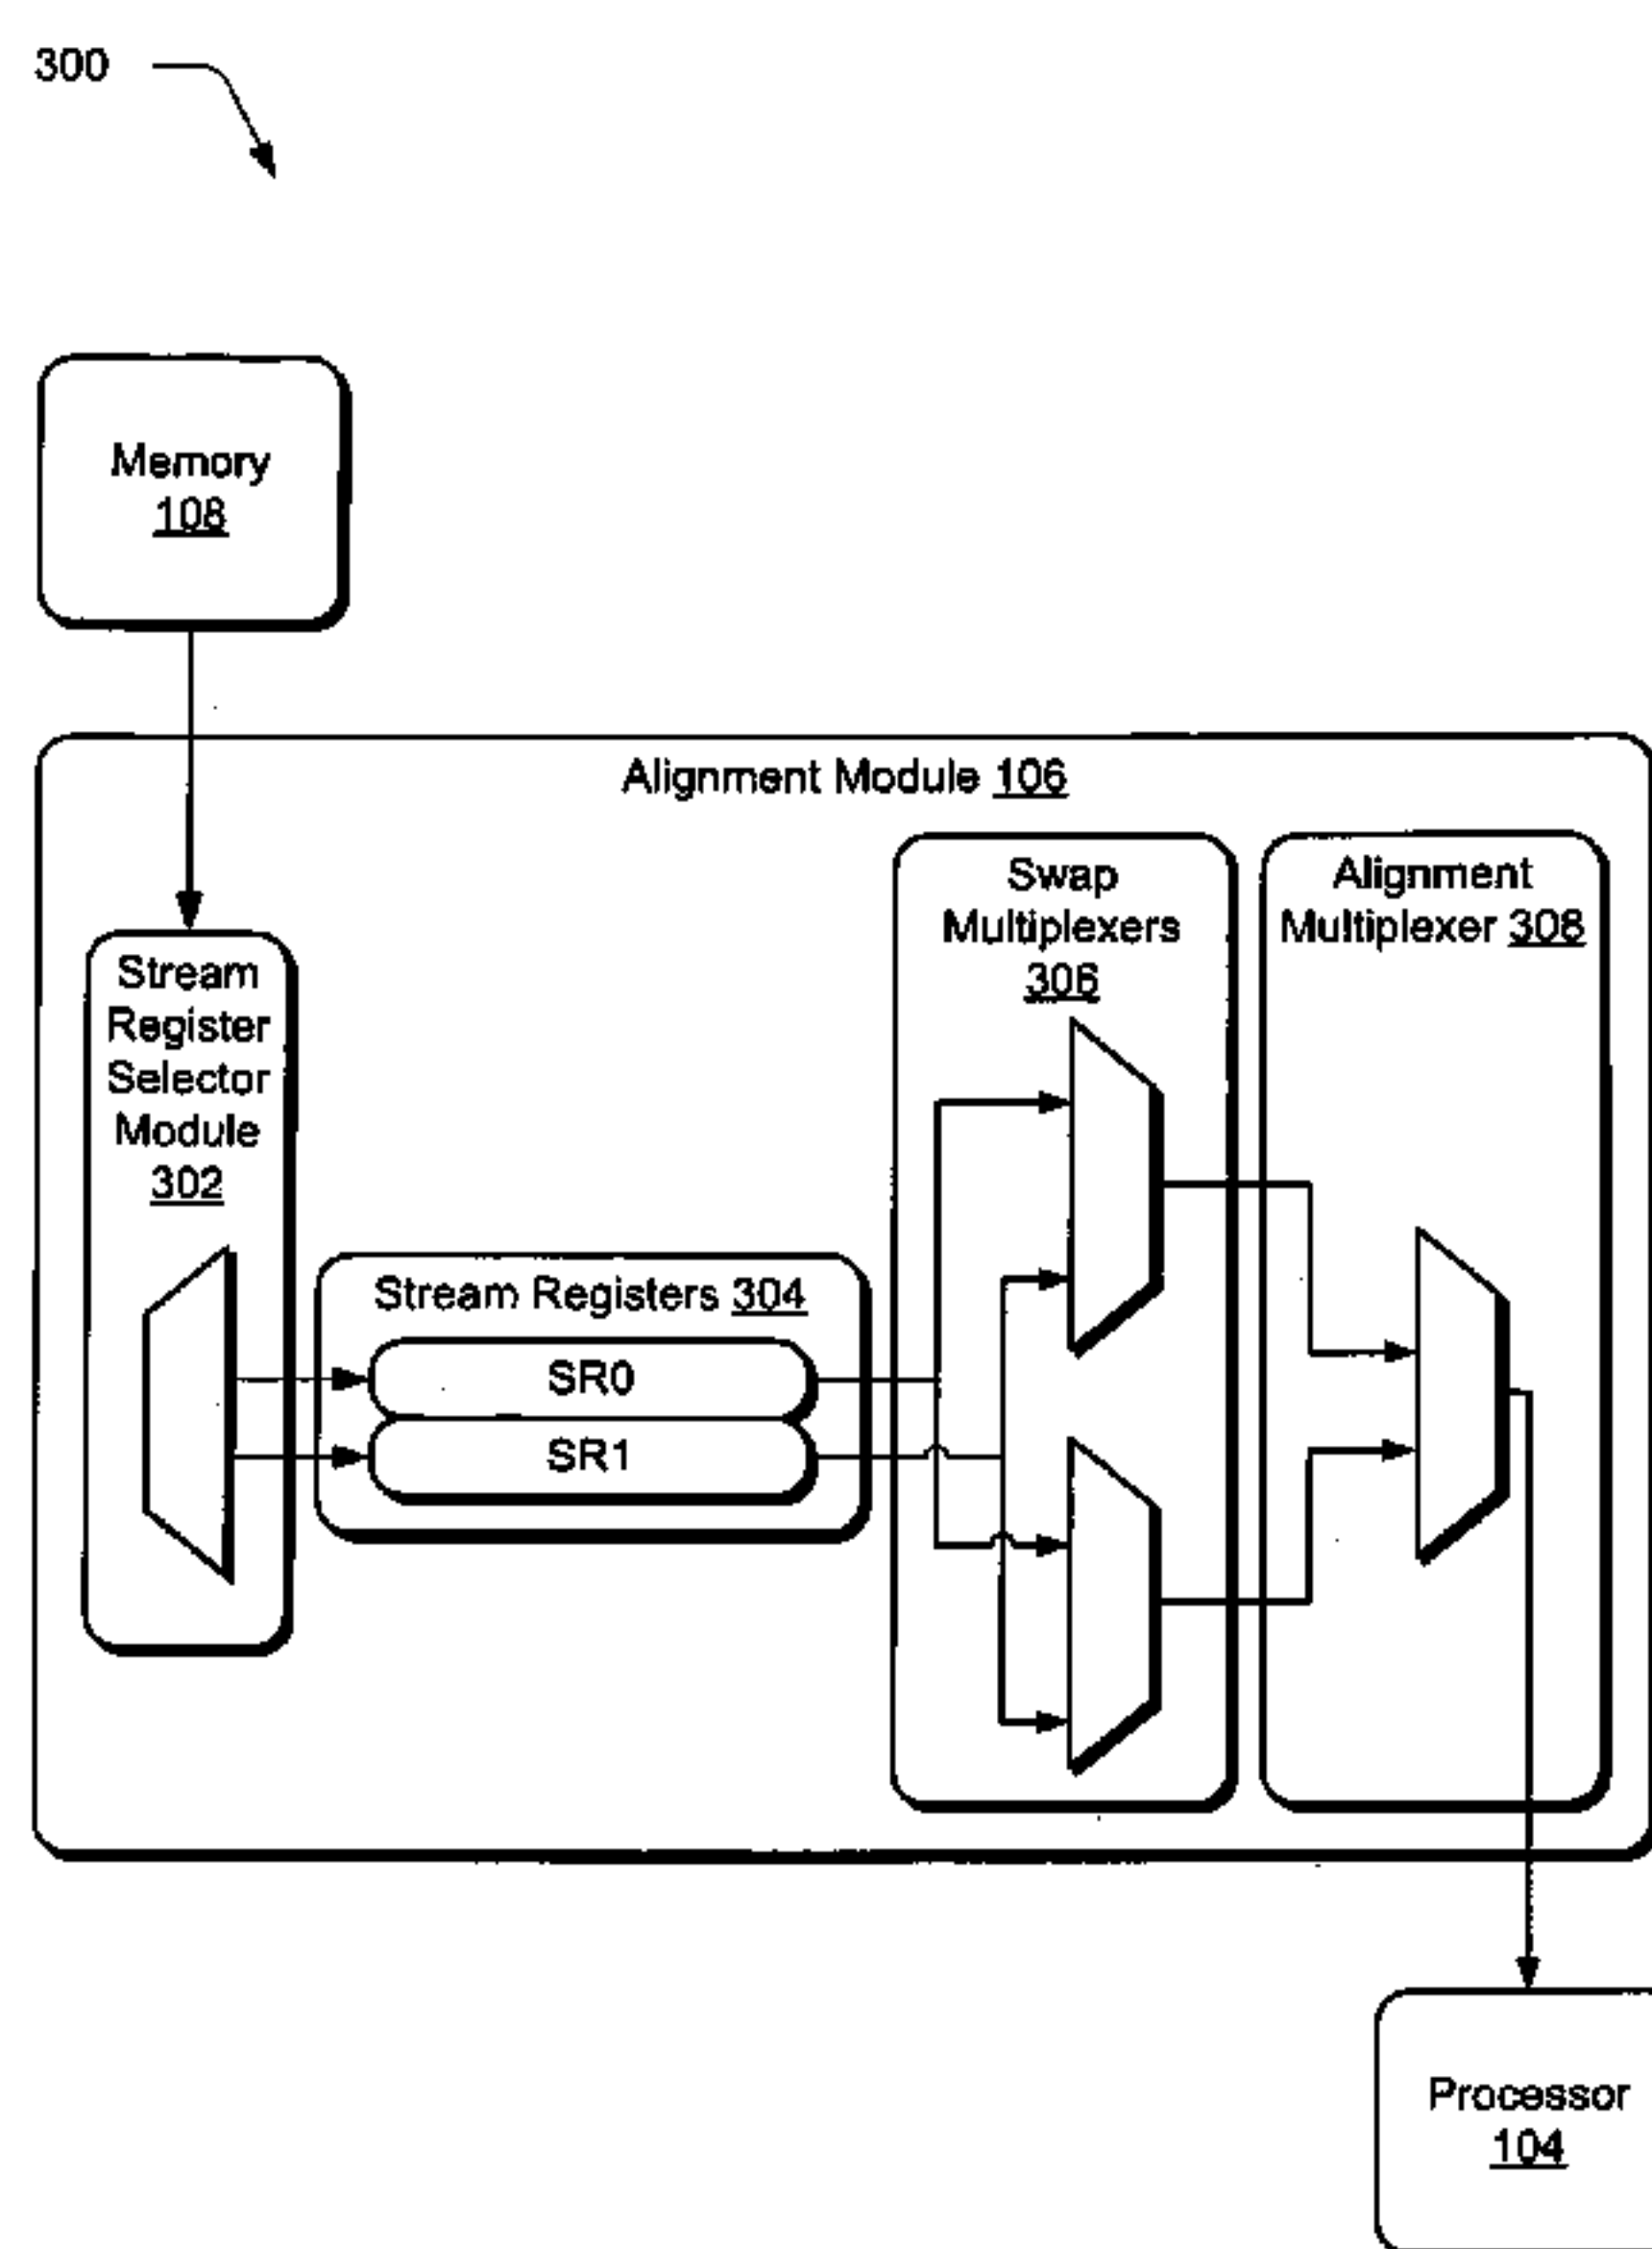 300
Memory
108
Alignment Module 106
Stream
Register
Selector
Module
302
Stream Registers 304
SR0
SR1
Swap
Multiplexers
306
Alignment
Multiplexer 308
Processor
104